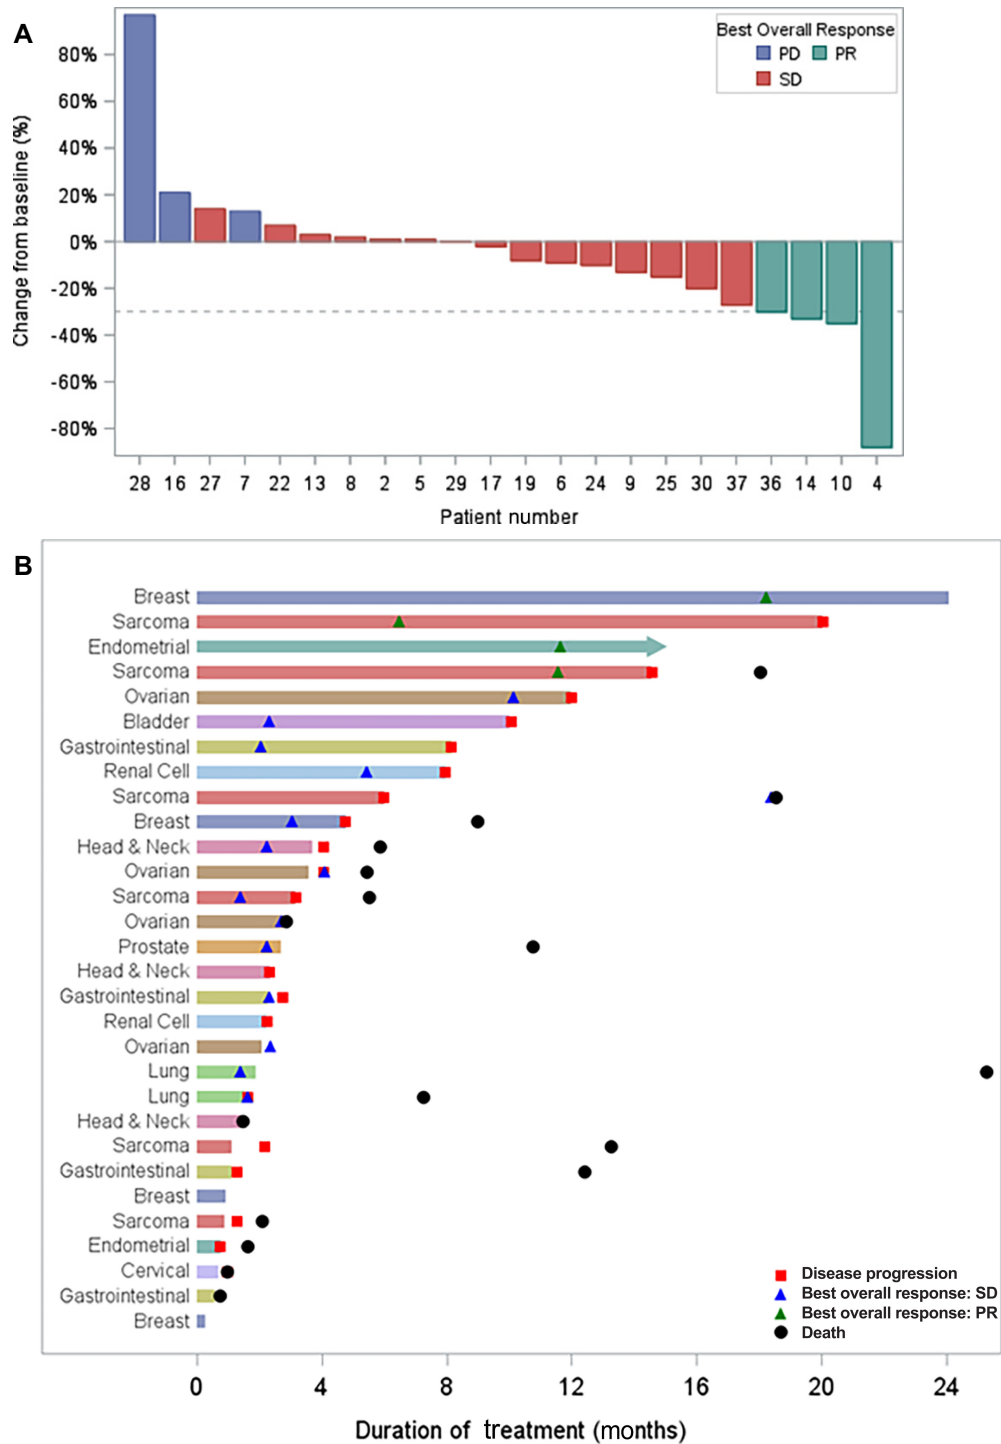 A
Best Overall Response
PD PR
SD
Change from baseline (%)
80%
60%
40%
20%
0%
-20%
-40%
-60%
-80%
28 16 27 7 22 13 8 2 5 29 17 19 6 24 9 25 30 37 36 14 10 4
Patient number
B
Breast
Sarcoma
Endometrial
Sarcoma
Ovarian
Bladder
Gastrointestinal
Renal Cell
Sarcoma
Breast
Head & Neck
Ovarian
Sarcoma
Ovarian
Prostate
Head & Neck
Gastrointestinal
Renal Cell
Ovarian
Lung
Lung
Head & Neck
Sarcoma
Gastrointestinal
Breast
Sarcoma
Endometrial
Cervical
Gastrointestinal
Breast
Disease progression
Best overall response: SD
Best overall response: PR
Death
0 4 8 12 16 20 24
Duration of treatment (months)